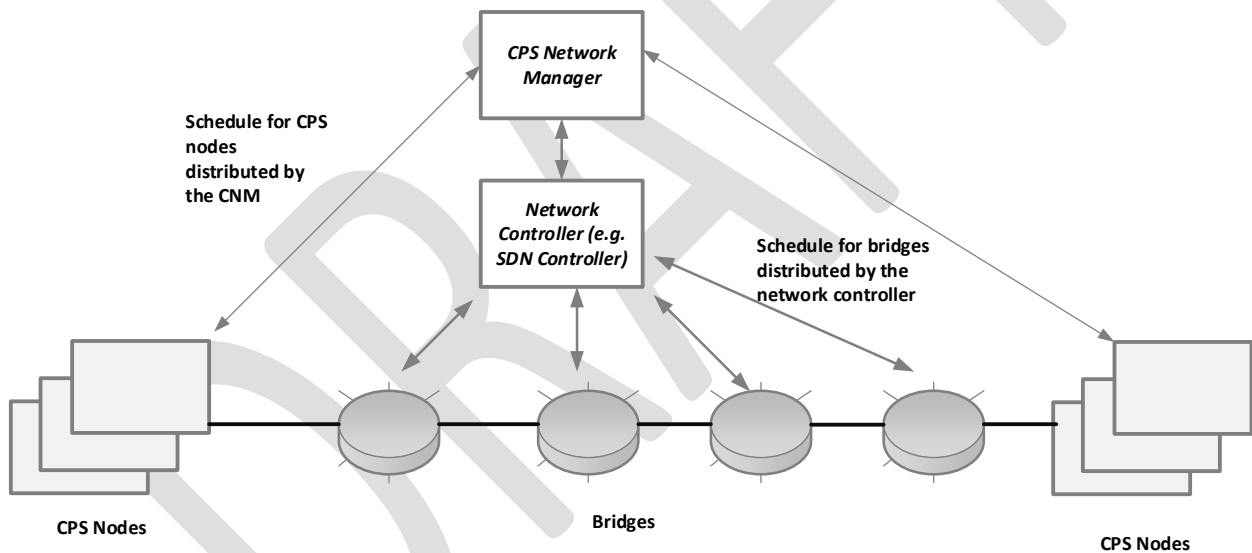 CPS Network
Manager
Schedule for CPS
nodes
distributed by
the CNM
Network
Controller (e.g.
SDN Controller)
Schedule for bridges
distributed by the
network controller
CPS Nodes
Bridges
CPS Nodes
DRAFT